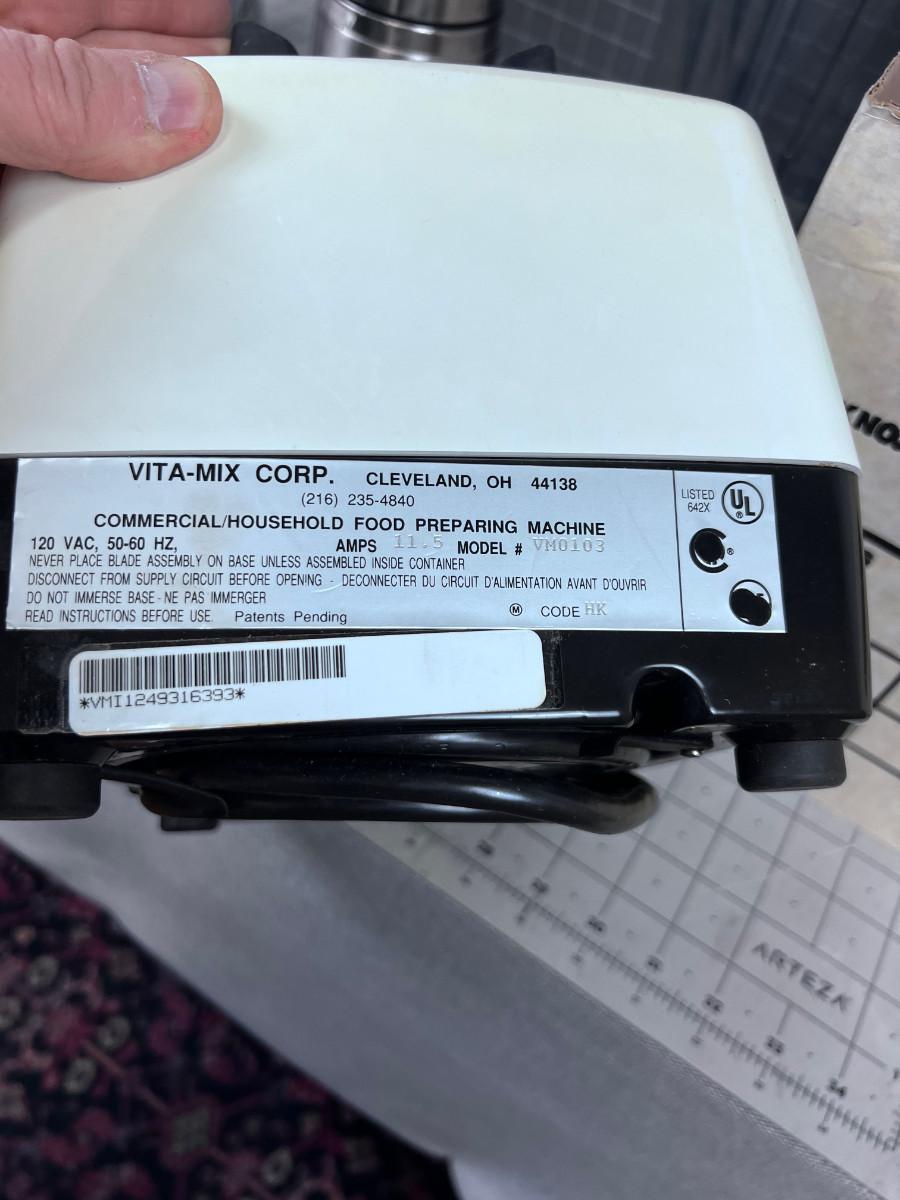 VITA-MIX CORP. CLEVELAND, OH 44138
(216) 235-4840
COMMERCIAL/HOUSEHOLD FOOD PREPARING MACHINE
120 VAC, 50-60 HZ, AMPS 11.5 MODEL # VM0103
NEVER PLACE BLADE ASSEMBLY ON BASE UNLESS ASSEMBLED INSIDE CONTAINER
DISCONNECT FROM SUPPLY CIRCUIT BEFORE OPENING - DECONNECTER DU CIRCUIT D'ALIMENTATION AVANT D'OUVRIR
DO NOT IMMERSE BASE - NE PAS IMMERGER
READ INSTRUCTIONS BEFORE USE. Patents Pending Ⓜ CODE HK
LISTED
642X
UL®
C®
*VMI1249316393*
ARTEZA
34